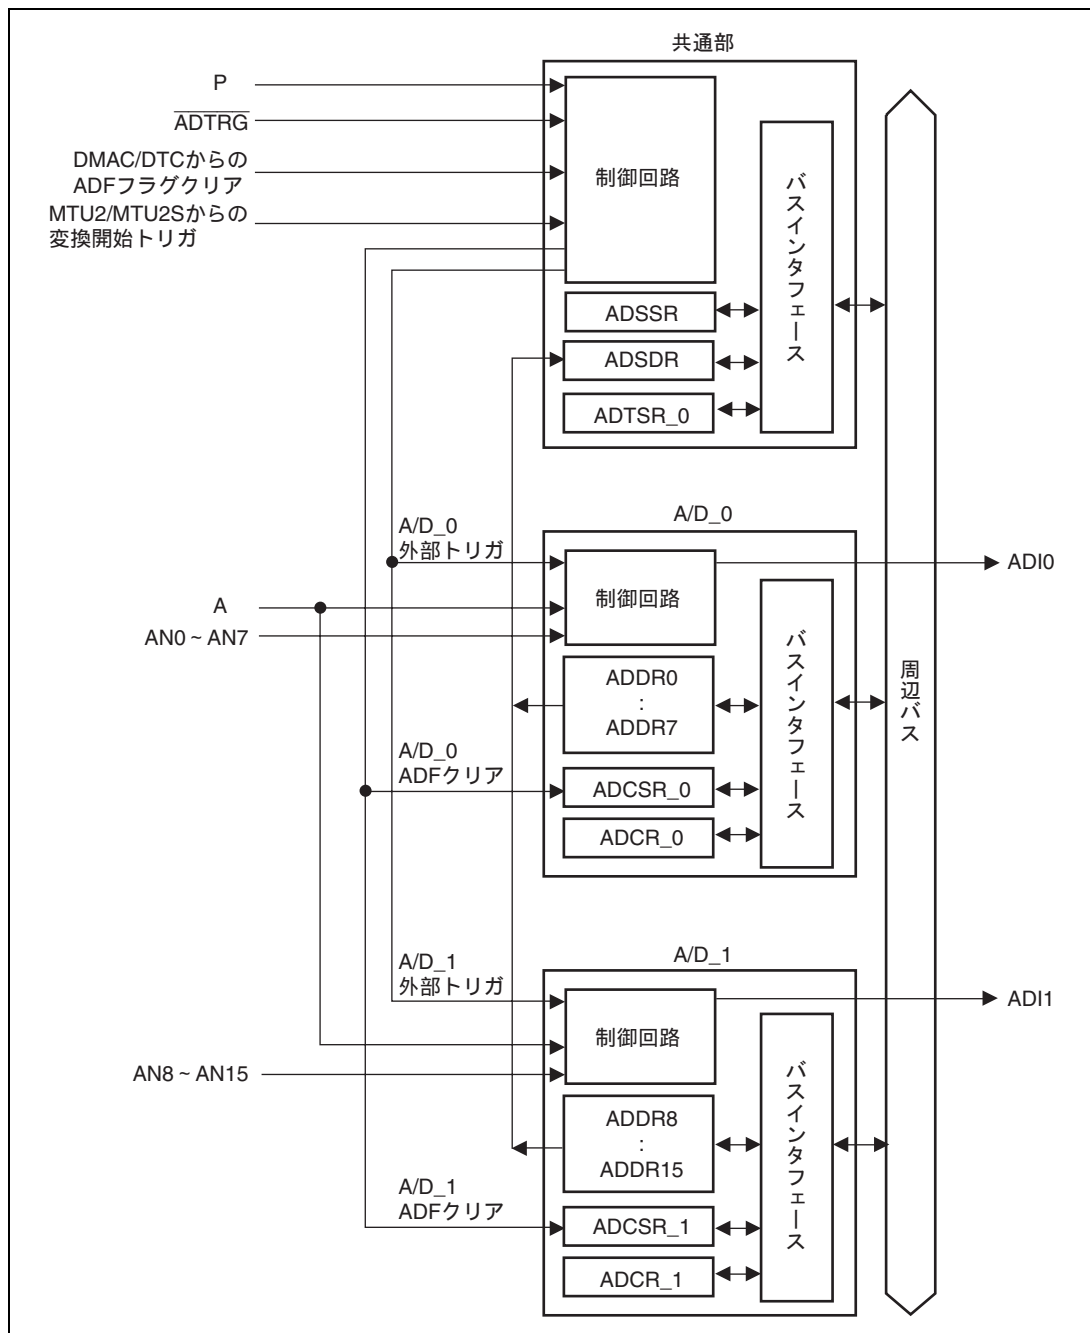 共通部
P
ADTRG
DMAC/DTCからの
ADFフラグクリア
MTU2/MTU2Sからの
変換開始トリガ
制御回路
バスインタフェース
ADSSR
ADSDR
ADTSR_0
A/D_0
A/D_0
外部トリガ
制御回路
ADI0
A
AN0 ~ AN7
ADDR0
:
ADDR7
バスインタフェース
周辺バス
A/D_0
ADFクリア
ADCSR_0
ADCR_0
A/D_1
A/D_1
外部トリガ
制御回路
ADI1
AN8 ~ AN15
ADDR8
:
ADDR15
バスインタフェース
A/D_1
ADFクリア
ADCSR_1
ADCR_1